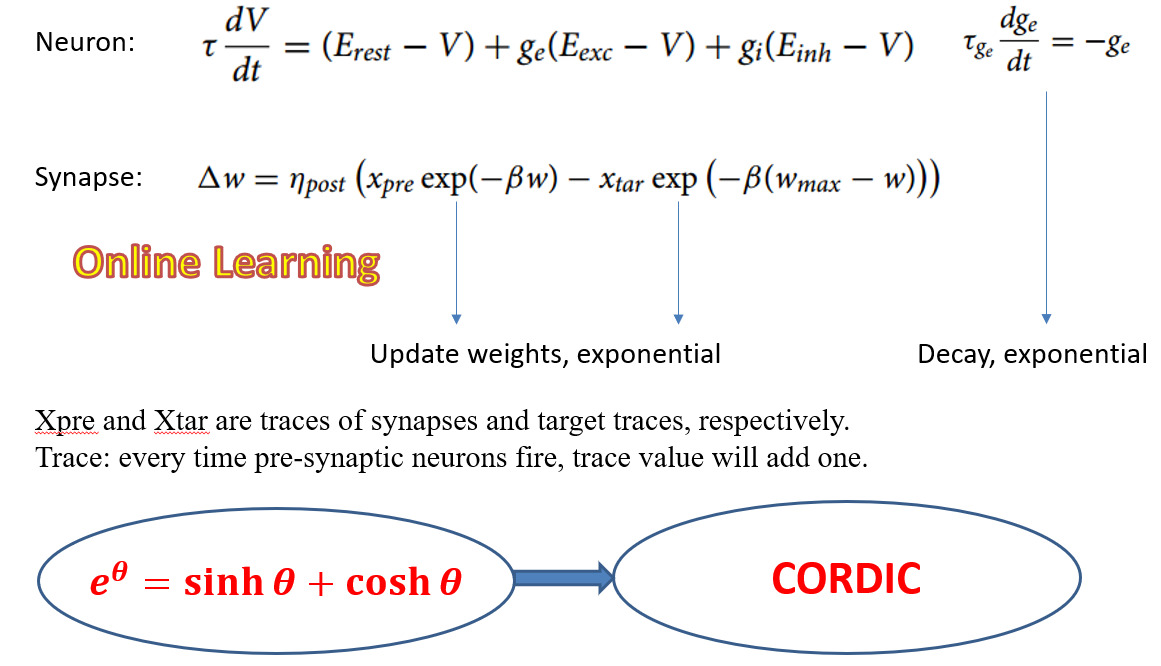 Neuron: τ dV/dt = (E_rest − V) + g_e(E_exc − V) + g_i(E_inh − V) τ_ge dg_e/dt = −g_e
Synapse: Δw = η_post (x_pre exp(−βw) − x_tar exp (−β(w_max − w)))
Online Learning
Update weights, exponential Decay, exponential
Xpre and Xtar are traces of synapses and target traces, respectively.
Trace: every time pre-synaptic neurons fire, trace value will add one.
e^θ = sinh θ + cosh θ CORDIC